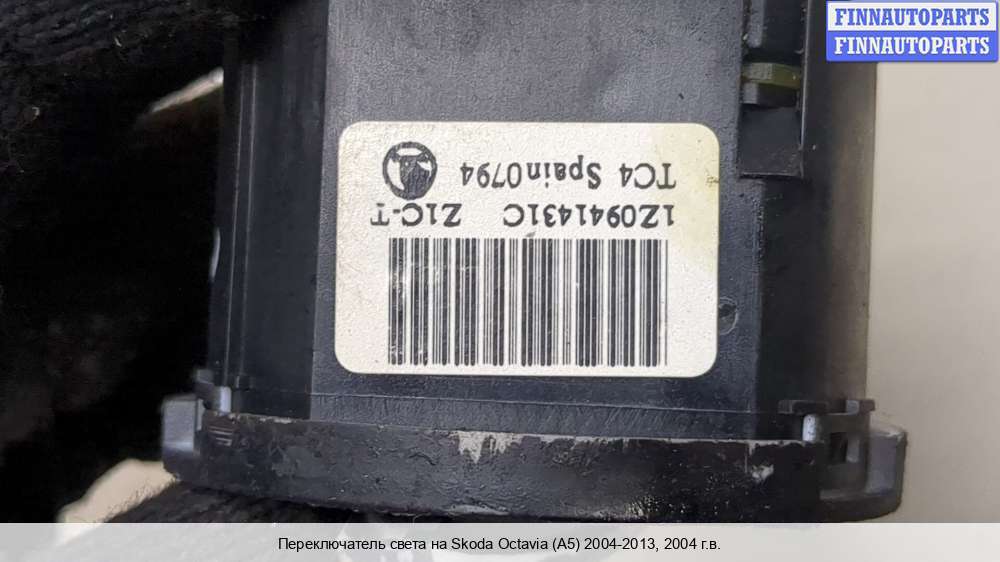 FINNAUTOPARTS
FINNAUTOPARTS
1Z0941431C Z1C-T
TC4 Spain0794
Переключатель света на Skoda Octavia (A5) 2004-2013, 2004 г.в.